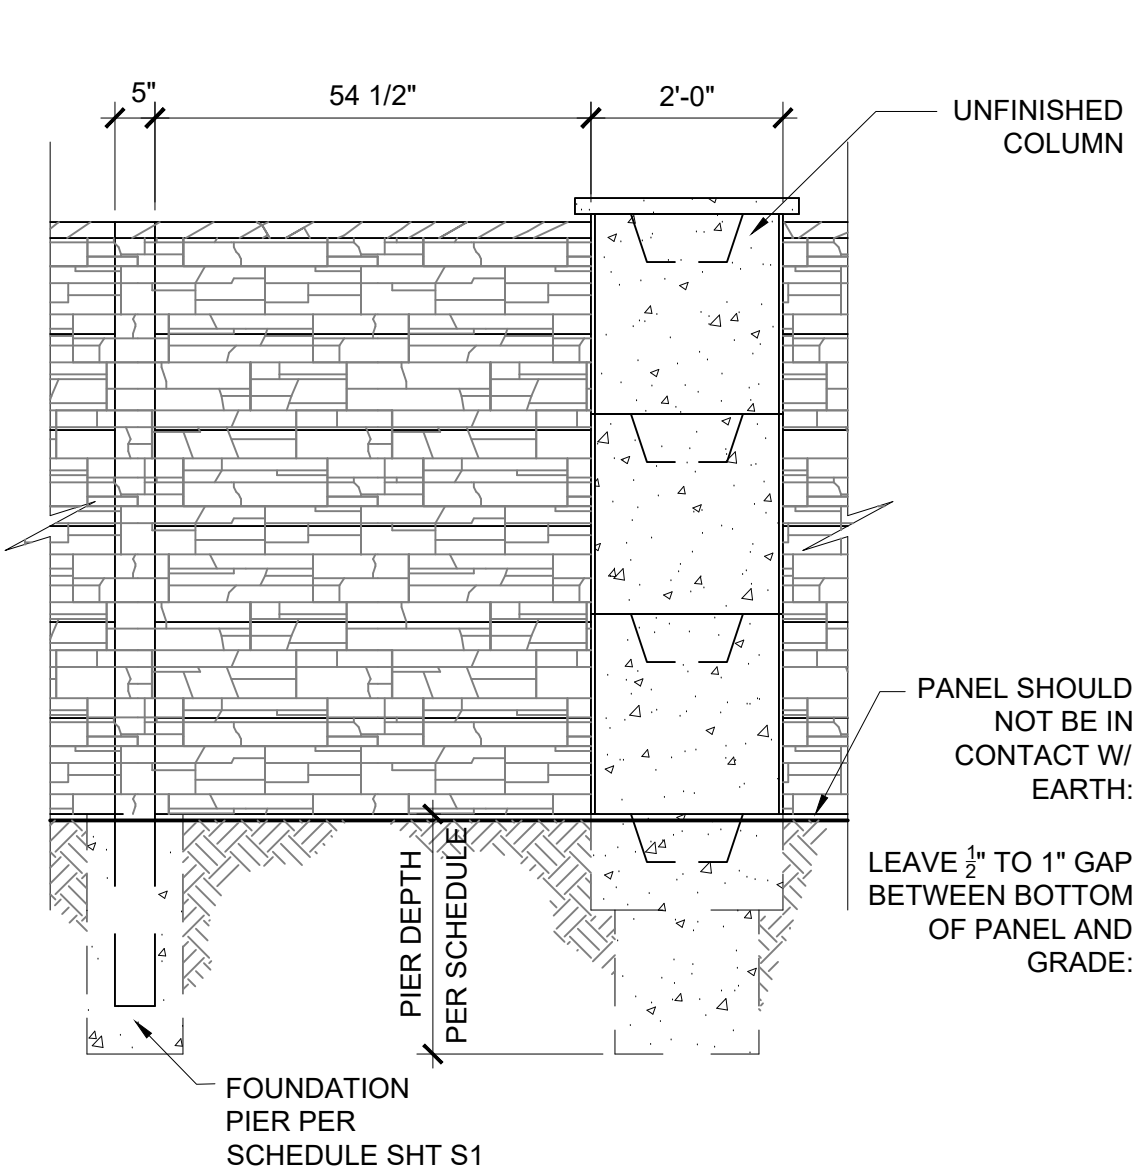 5"
54 1/2"
2'-0"
UNFINISHED
COLUMN
PANEL SHOULD
NOT BE IN
CONTACT W/
EARTH:
LEAVE 1/2" TO 1" GAP
BETWEEN BOTTOM
OF PANEL AND
GRADE:
PIER DEPTH
PER SCHEDULE
FOUNDATION
PIER PER
SCHEDULE SHT S1